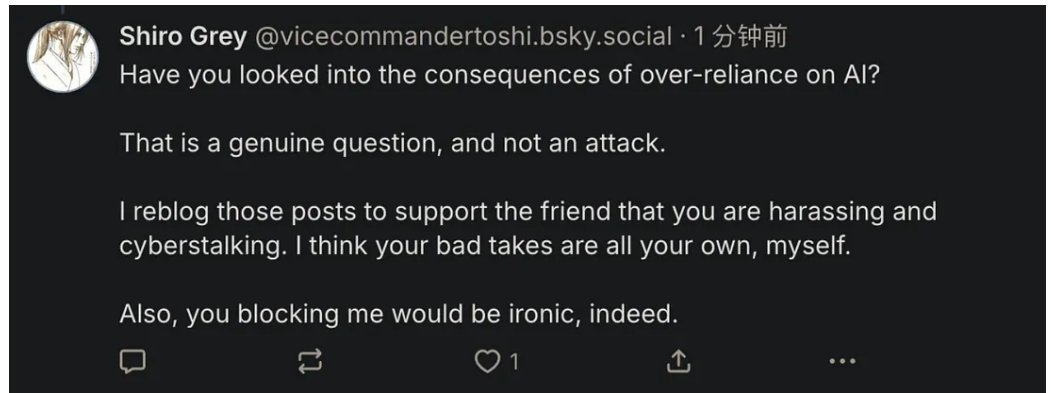 Shiro Grey @vicecommandertoshi.bsky.social · 1 分钟前
Have you looked into the consequences of over-reliance on AI?
That is a genuine question, and not an attack.
I reblog those posts to support the friend that you are harassing and
cyberstalking. I think your bad takes are all your own, myself.
Also, you blocking me would be ironic, indeed.
1